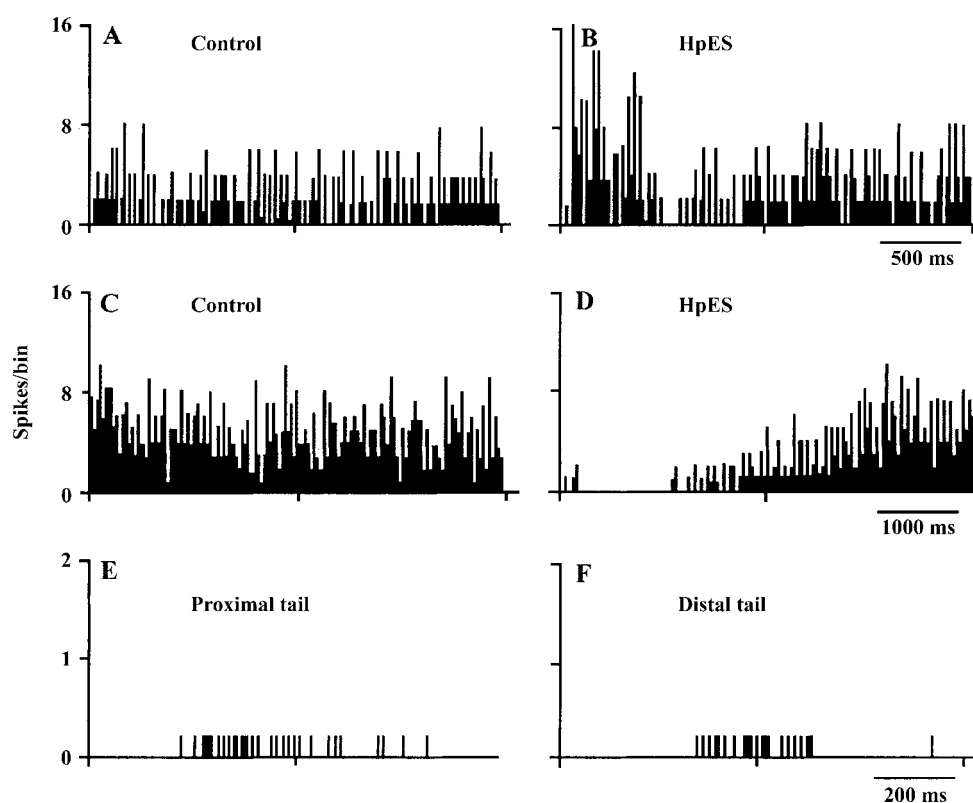 16
A
Control
B
HpES
8
0
500 ms
16
C
Control
D
HpES
Spikes/bin
8
0
1000 ms
2
E
Proximal tail
F
Distal tail
1
0
200 ms